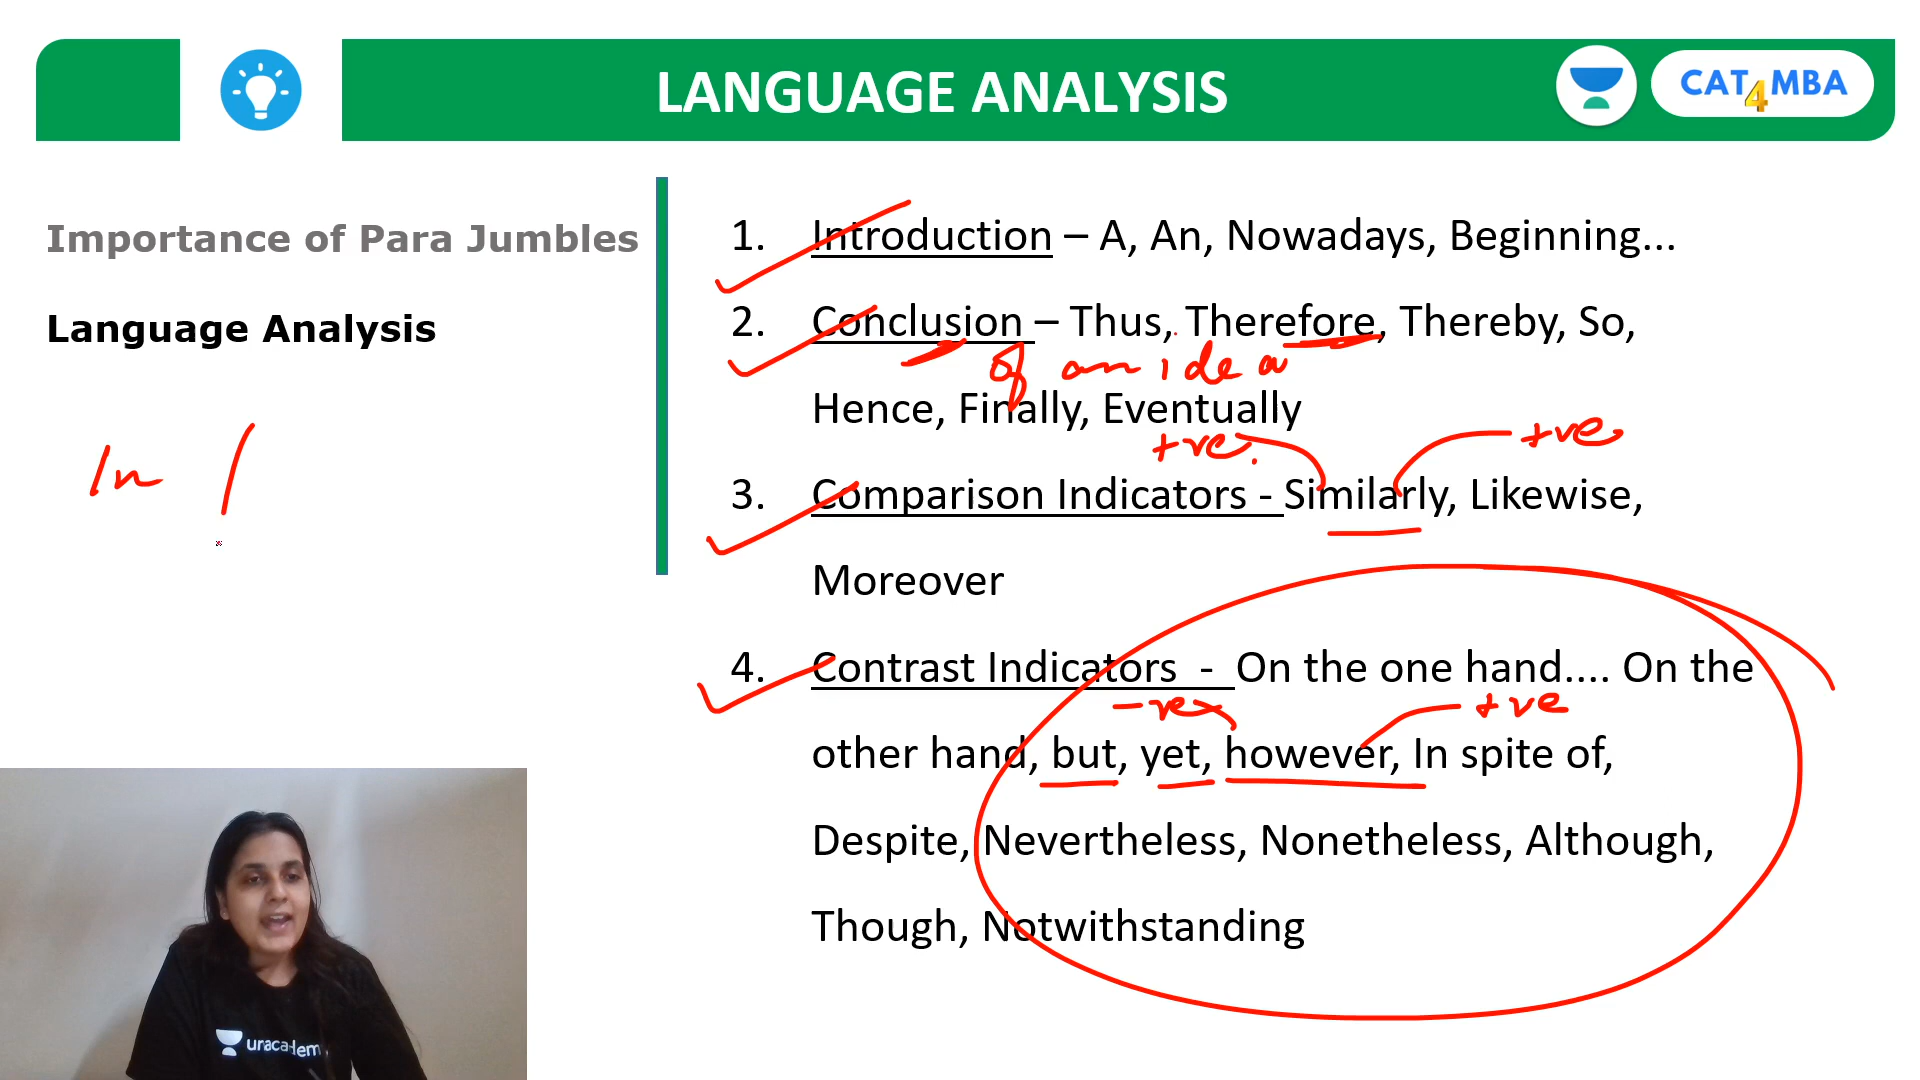 LANGUAGE ANALYSIS
CAT4MBA
Importance of Para Jumbles
Language Analysis
In
1. Introduction – A, An, Nowadays, Beginning...
2. Conclusion – Thus, Therefore, Thereby, So,
of an idea
Hence, Finally, Eventually
+ve. +ve
3. Comparison Indicators - Similarly, Likewise,
Moreover
4. Contrast Indicators - On the one hand.... On the
-ve +ve
other hand, but, yet, however, In spite of,
Despite, Nevertheless, Nonetheless, Although,
Though, Notwithstanding